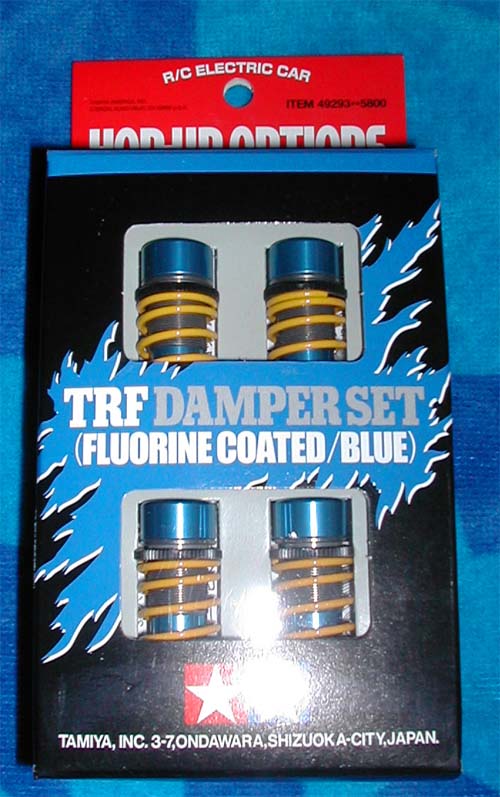 R/C ELECTRIC CAR
ITEM 49293 5800
HOP-UP OPTIONS
TRF DAMPER SET
(FLUORINE COATED/BLUE)
TAMIYA, INC. 3-7,ONDAWARA,SHIZUOKA-CITY,JAPAN.